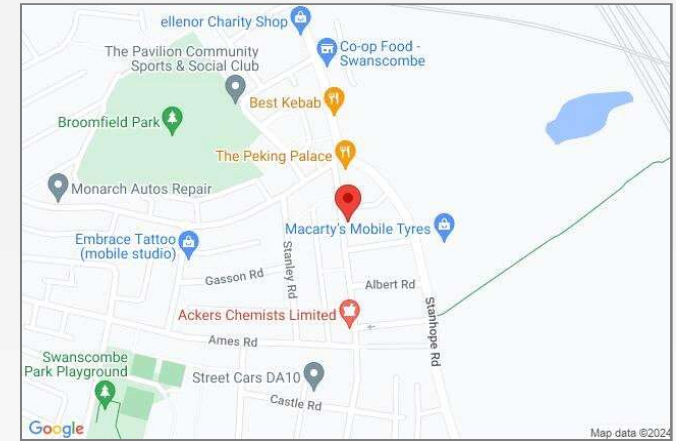 ellenor Charity Shop
Co-op Food -
Swanscombe
The Pavilion Community
Sports & Social Club
Best Kebab
Broomfield Park
The Peking Palace
Monarch Autos Repair
Macarty's Mobile Tyres
Embrace Tattoo
(mobile studio)
Stanley Rd
Gasson Rd
Albert Rd
Stanhope Rd
Ackers Chemists Limited
Ames Rd
Swanscombe
Park Playground
Street Cars DA10
Castle Rd
Google
Map data ©2024